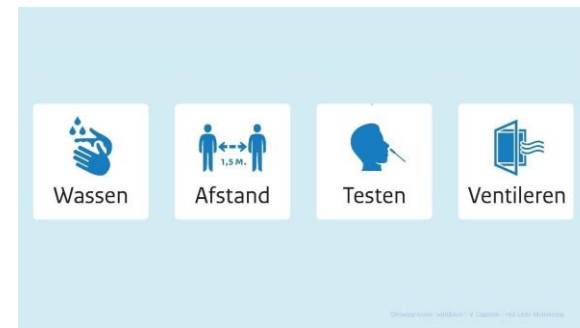 Wassen
1,5 M.
Afstand
Testen
Ventileren